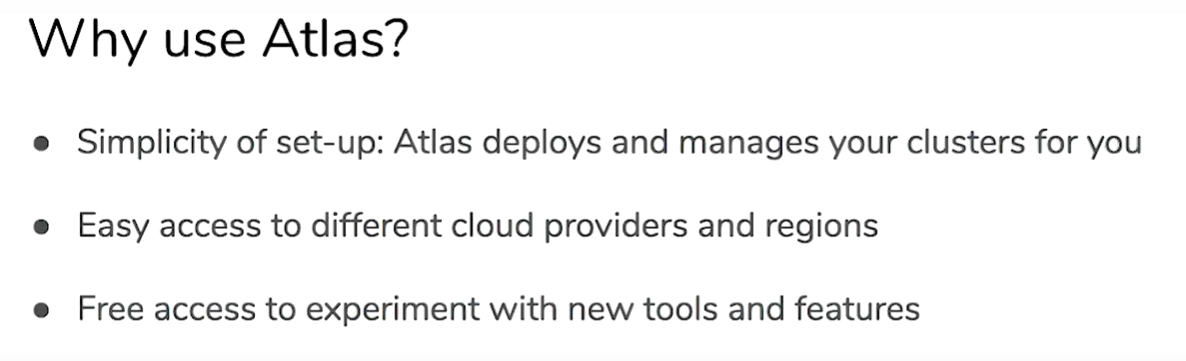 Why use Atlas?
• Simplicity of set-up: Atlas deploys and manages your clusters for you
• Easy access to different cloud providers and regions
• Free access to experiment with new tools and features